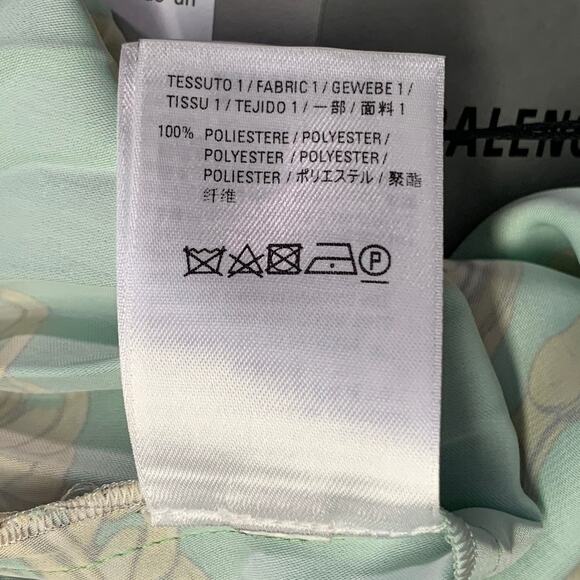 TESSUTO 1 / FABRIC 1 / GEWEBE 1 /
TISSU 1 / TEJIDO 1 / 一部 / 面料 1
100% POLIESTERE / POLYESTER /
POLYESTER / POLYESTER /
POLIESTER / ポリエステル / 聚酯
纤维
P